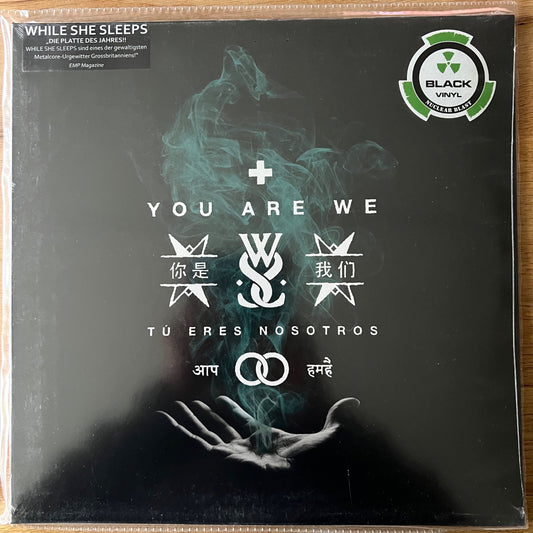 WHILE SHE SLEEPS
„DIE PLATTE DES JAHRES!!
WHILE SHE SLEEPS sind eines der gewaltigsten
Metalcore-Urgewitter Grossbritanniens!"
EMP Magazine
BLACK
VINYL
NUCLEAR BLAST
YOU ARE WE
你是 我们
TÚ ERES NOSOTROS
आप हमहै